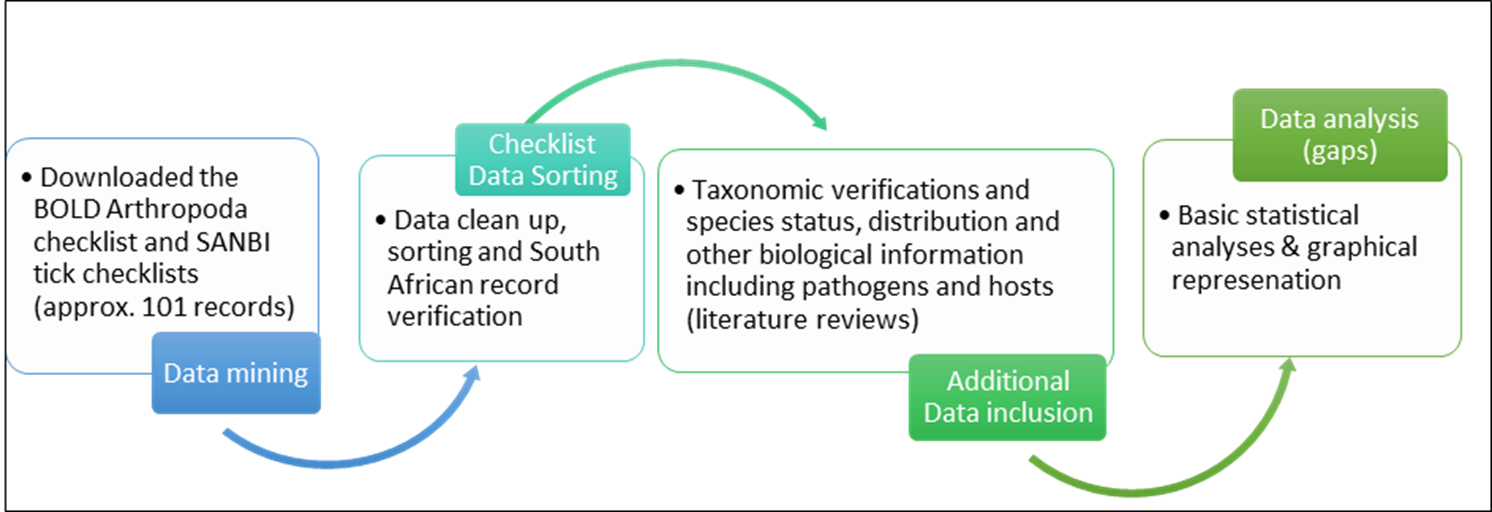 • Downloaded the
BOLD Arthropoda
checklist and SANBI
tick checklists
(approx. 101 records)
Data mining
Checklist
Data Sorting
• Data clean up,
sorting and South
African record
verification
• Taxonomic verifications and
species status, distribution and
other biological information
including pathogens and hosts
(literature reviews)
Additional
Data inclusion
Data analysis
(gaps)
• Basic statistical
analyses & graphical
represenation